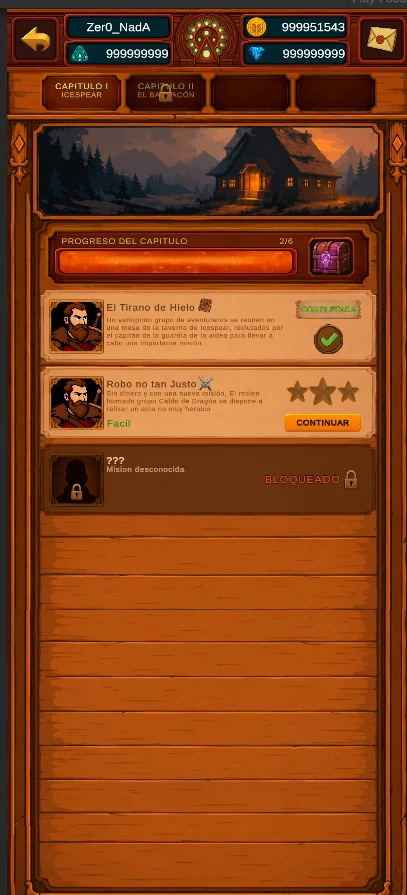 Zer0_NadA
999951543
999999999
999999999
CAPITULO I
ICESPEAR
CAPITULO II
PROGRESO DEL CAPITULO
2/6
El Tirano de Hielo
Un variopinto grupo de aventureros se reunen en
una mesa de la taverna de Icespear, reclutados por
el capitán de la guardia de la aldea para llevar a
cabo una importante misión
COMPLETADA
Robo no tan Justo
Sin dinero y con una nueva misión, El recien
formado grupo Caldo de Dragón se dispone a
realizar un acto no muy heroico
Facil
CONTINUAR
???
Mision desconocida
BLOQUEADO